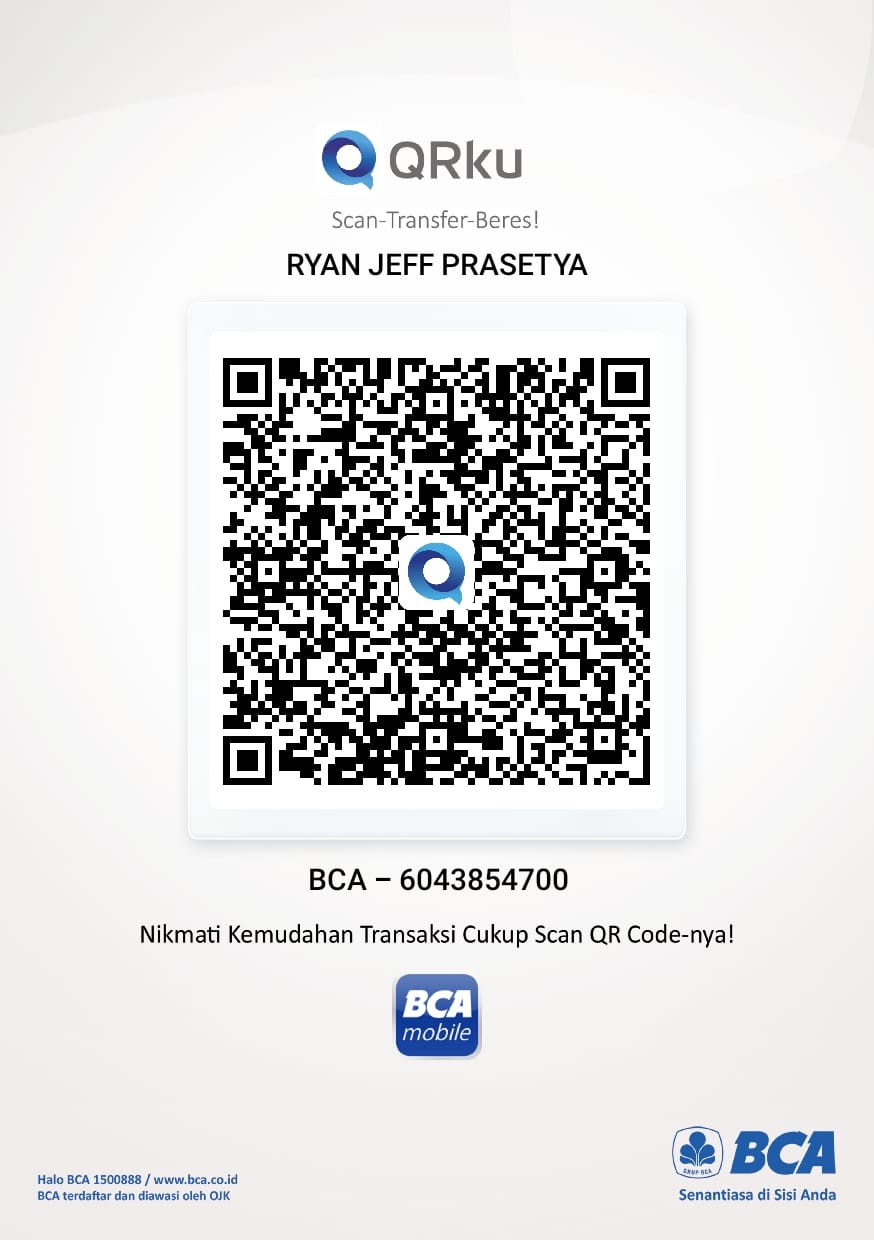 QRku
Scan-Transfer-Beres!
RYAN JEFF PRASETYA
BCA – 6043854700
Nikmati Kemudahan Transaksi Cukup Scan QR Code-nya!
BCA
mobile
GRUP BCA
BCA
Senantiasa di Sisi Anda
Halo BCA 1500888 / www.bca.co.id
BCA terdaftar dan diawasi oleh OJK